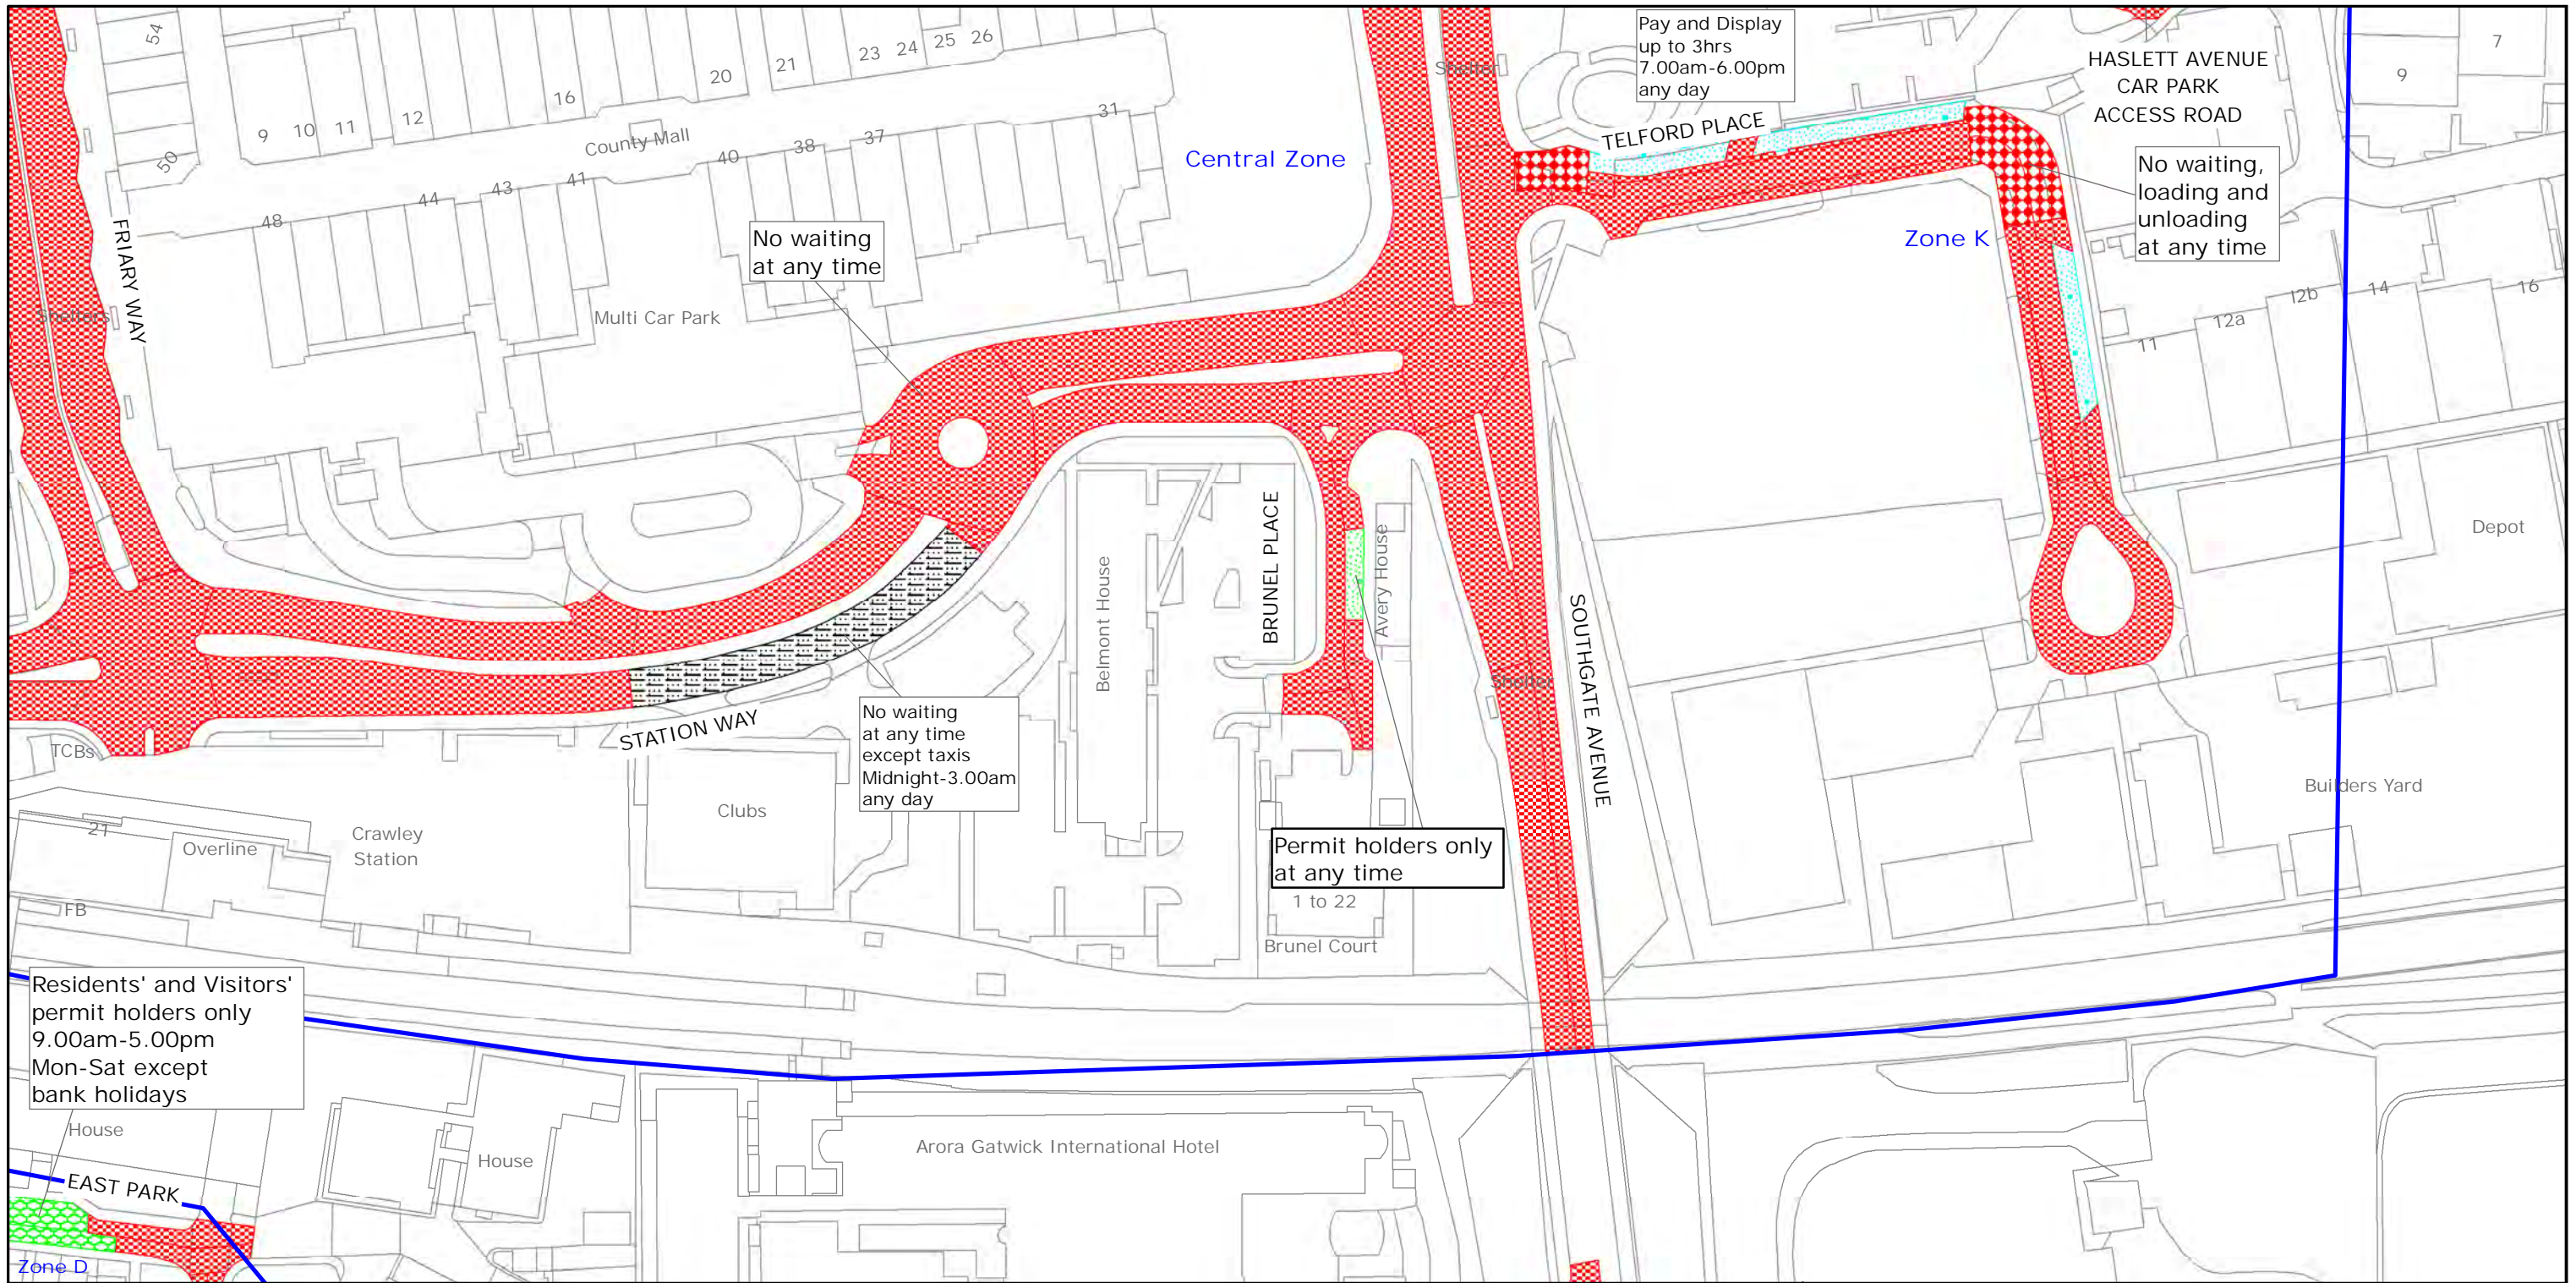 54
50
9
10
11
12
16
20
21
23
24
25
26
County Mall
48
44
43
41
40
38
37
31
FRIARY WAY
Shelters
Multi Car Park
No waiting
at any time
Central Zone
Shelter
Pay and Display
up to 3hrs
7.00am-6.00pm
any day
TELFORD PLACE
HASLETT AVENUE
CAR PARK
ACCESS ROAD
7
9
No waiting,
loading and
unloading
at any time
Zone K
11
12a
12b
14
16
Depot
Belmont House
BRUNEL PLACE
Avery House
SOUTHGATE AVENUE
Shelter
STATION WAY
No waiting
at any time
except taxis
Midnight-3.00am
any day
TCBs
21
Overline
Crawley
Station
Clubs
FB
Permit holders only
at any time
1 to 22
Brunel Court
Builders Yard
Residents' and Visitors'
permit holders only
9.00am-5.00pm
Mon-Sat except
bank holidays
House
House
EAST PARK
Zone D
Arora Gatwick International Hotel